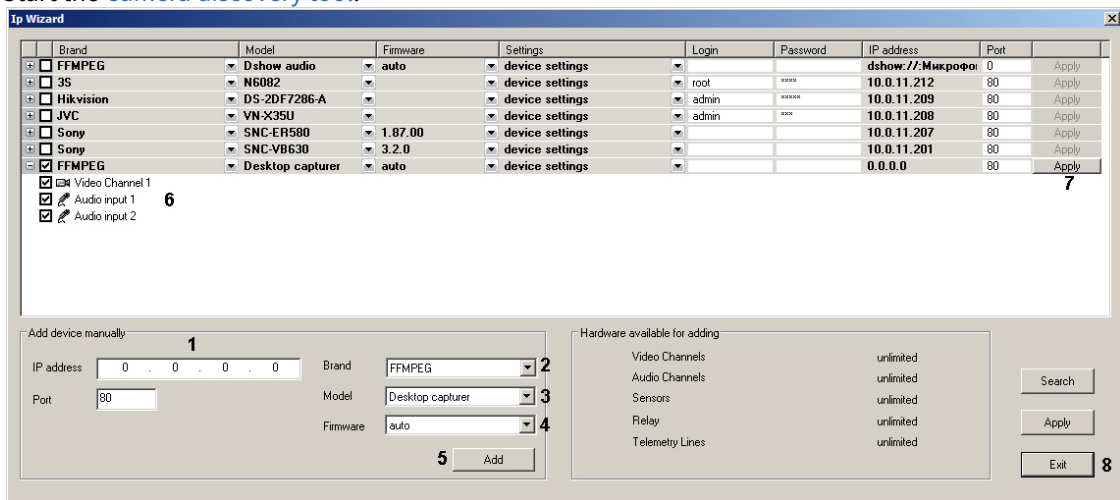 Start the camera discovery tool.
Ip Wizard
Brand Model Firmware Settings Login Password IP address Port
FFMPEG Dshow audio auto device settings dshow://:Микрофо 0 Apply
3S N6082 device settings root **** 10.0.11.212 80 Apply
Hikvision DS-2DF7286-A device settings admin ***** 10.0.11.209 80 Apply
JVC VN-X35U device settings admin *** 10.0.11.208 80 Apply
Sony SNC-ER580 1.87.00 device settings 10.0.11.207 80 Apply
Sony SNC-VB630 3.2.0 device settings 10.0.11.201 80 Apply
FFMPEG Desktop capturer auto device settings 0.0.0.0 80 Apply
Video Channel 1 7
Audio input 1 6
Audio input 2
Add device manually Hardware available for adding
1
IP address 0 . 0 . 0 . 0 Brand FFMPEG 2 Video Channels unlimited
Port 80 Model Desktop capturer 3 Audio Channels unlimited Search
Sensors unlimited
Firmware auto 4 Relay unlimited Apply
Telemetry Lines unlimited
5 Add Exit 8